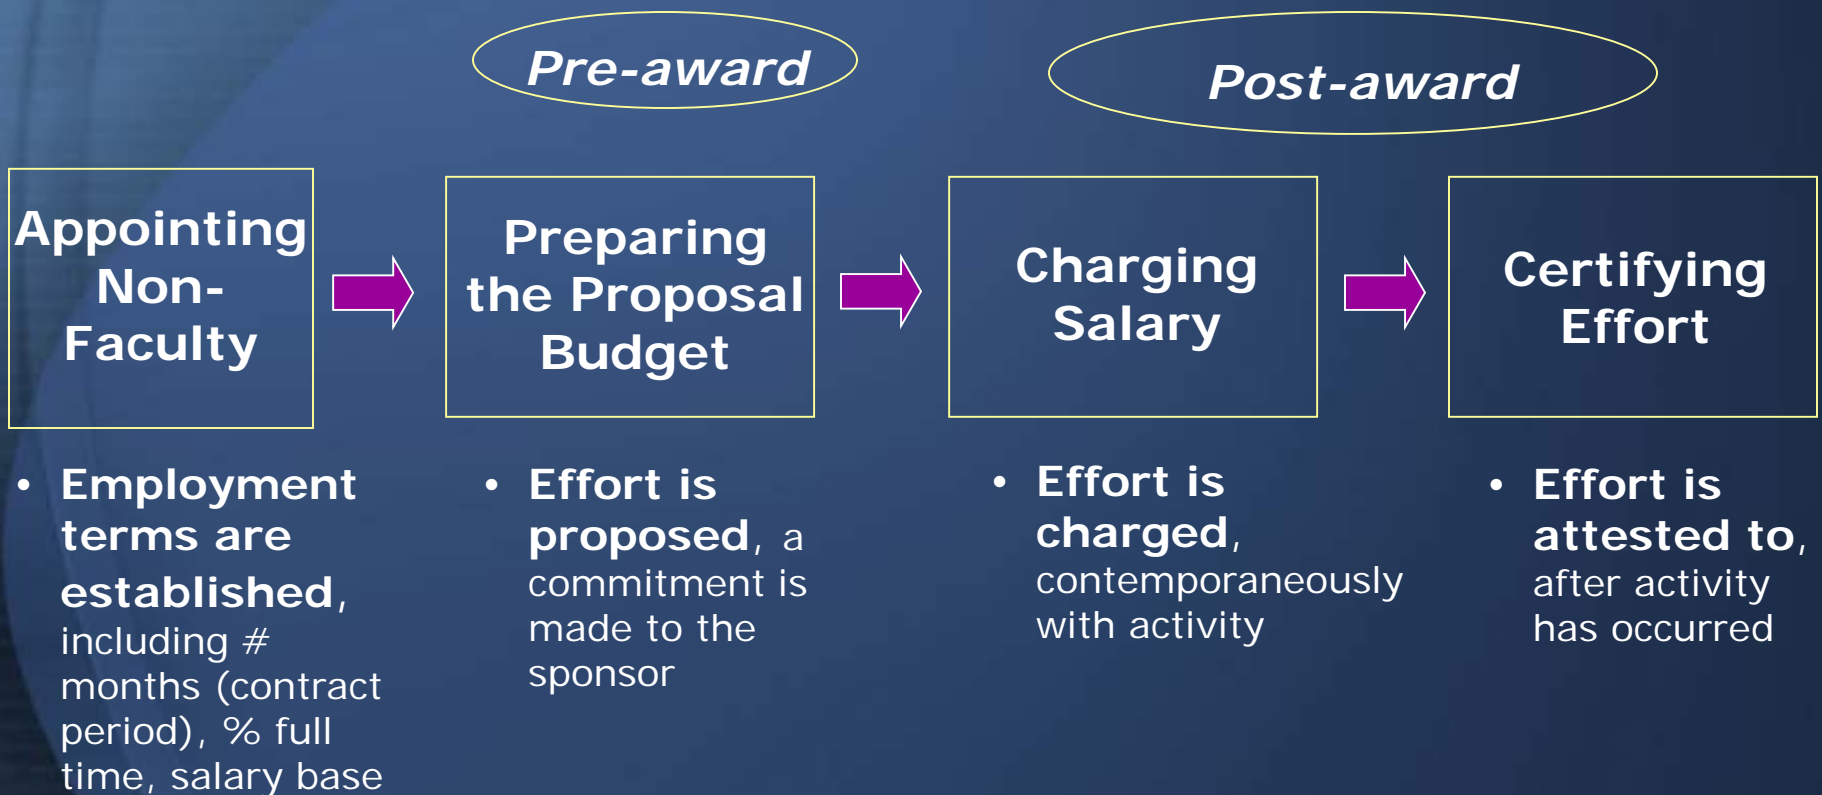 Pre-award
Post-award
Appointing
Non-
Faculty
Preparing
the Proposal
Budget
Charging
Salary
Certifying
Effort
• Employment
terms are
established,
including #
months (contract
period), % full
time, salary base
• Effort is
proposed, a
commitment is
made to the
sponsor
• Effort is
charged,
contemporaneously
with activity
• Effort is
attested to,
after activity
has occurred